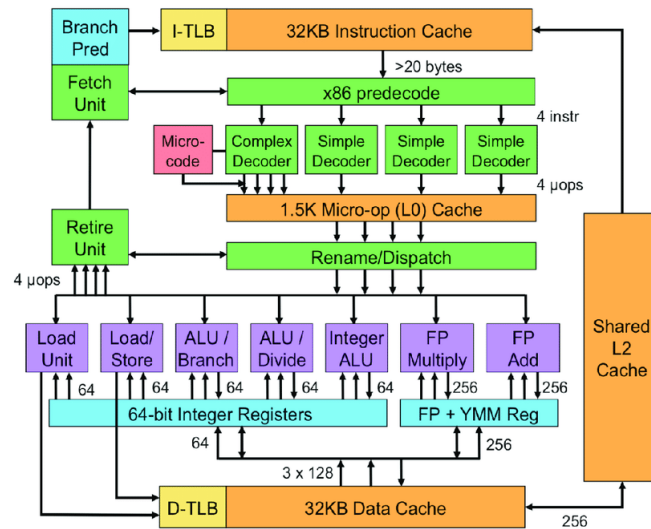 Branch
Pred
I-TLB
32KB Instruction Cache
>20 bytes
Fetch
Unit
x86 predecode
4 instr
Micro-
code
Complex
Decoder
Simple
Decoder
Simple
Decoder
Simple
Decoder
4 µops
1.5K Micro-op (L0) Cache
Retire
Unit
Rename/Dispatch
4 µops
Load
Unit
Load/
Store
ALU /
Branch
ALU /
Divide
Integer
ALU
FP
Multiply
FP
Add
Shared
L2
Cache
64
64
64
64
64
256
256
64-bit Integer Registers
FP + YMM Reg
64
256
3 x 128
D-TLB
32KB Data Cache
256